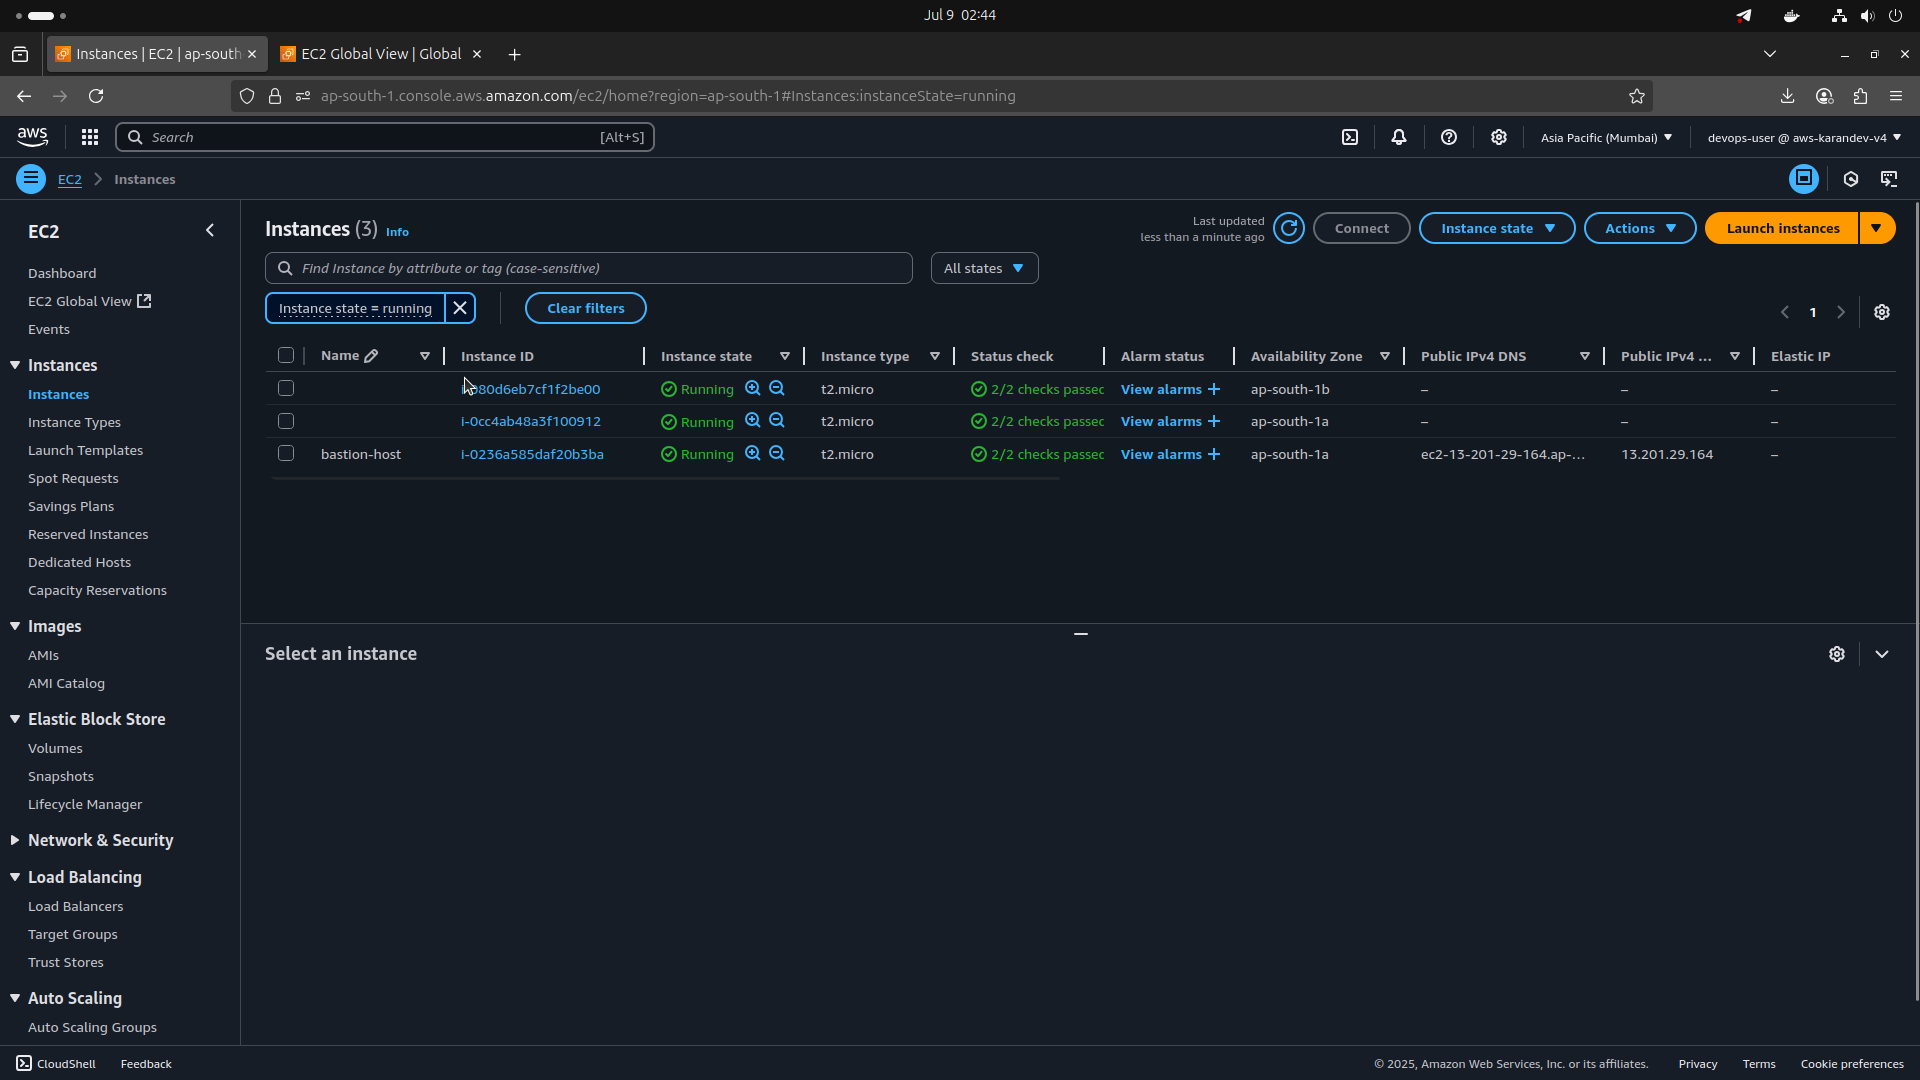 Jul 9 02:44
Instances | EC2 | ap-south
EC2 Global View | Global
ap-south-1.console.aws.amazon.com/ec2/home?region=ap-south-1#Instances:instanceState=running
aws
Search
[Alt+S]
Asia Pacific (Mumbai)
devops-user @ aws-karandev-v4
EC2
Instances
EC2
Dashboard
EC2 Global View
Events
Instances
Instances
Instance Types
Launch Templates
Spot Requests
Savings Plans
Reserved Instances
Dedicated Hosts
Capacity Reservations
Images
AMIs
AMI Catalog
Elastic Block Store
Volumes
Snapshots
Lifecycle Manager
Network & Security
Load Balancing
Load Balancers
Target Groups
Trust Stores
Auto Scaling
Auto Scaling Groups
Instances (3) Info
Last updated
less than a minute ago
Connect
Instance state
Actions
Launch instances
Find Instance by attribute or tag (case-sensitive)
All states
Instance state = running
Clear filters
1
Name Instance ID Instance state Instance type Status check Alarm status Availability Zone Public IPv4 DNS Public IPv4 ... Elastic IP
080d6eb7cf1f2be00 Running t2.micro 2/2 checks passec View alarms + ap-south-1b – – –
i-0cc4ab48a3f100912 Running t2.micro 2/2 checks passec View alarms + ap-south-1a – – –
bastion-host i-0236a585daf20b3ba Running t2.micro 2/2 checks passec View alarms + ap-south-1a ec2-13-201-29-164.ap-... 13.201.29.164 –
Select an instance
CloudShell
Feedback
© 2025, Amazon Web Services, Inc. or its affiliates.
Privacy
Terms
Cookie preferences